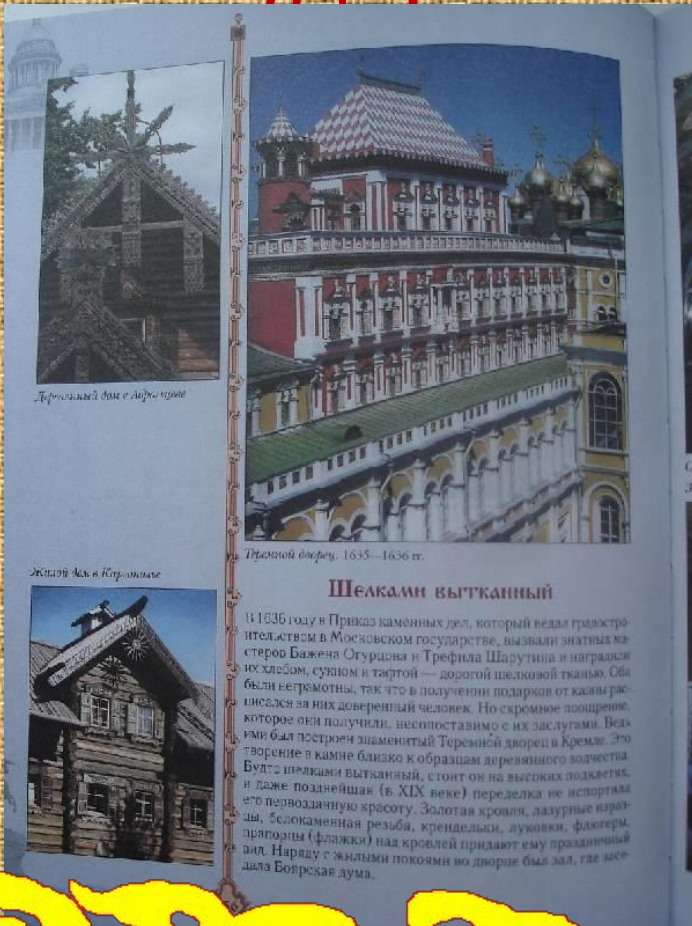 Деревянный дом в Абрамцеве
Жилой дом в Каргополье
Теремной дворец. 1635—1636 гг.
Шелками вытканный
В 1636 году в Приказ каменных дел, который ведал градостро-
ительством в Московском государстве, вызвали знатных ма-
стеров Бажена Огурцова и Трефила Шарутина и наградили
их хлебом, сукном и тафтой — дорогой шелковой тканью. Оба
были неграмотны, так что в получении подарков от казны рас-
писался за них доверенный человек. Но скромное поощрение,
которое они получили, несопоставимо с их заслугами. Ведь
ими был построен знаменитый Теремной дворец в Кремле. Это
творение в камне близко к образцам деревянного зодчества.
Будто шелками вытканный, стоит он на высоких подклетах,
и даже позднейшая (в XIX веке) переделка не испортила
его первозданную красоту. Золотая кровля, лазурные израз-
цы, белокаменная резьба, крендельки, луковки, флюгеры,
прапорцы (флажки) над кровлей придают ему праздничный
вид. Наряду с жилыми покоями во дворце был зал, где засе-
дала Боярская дума.